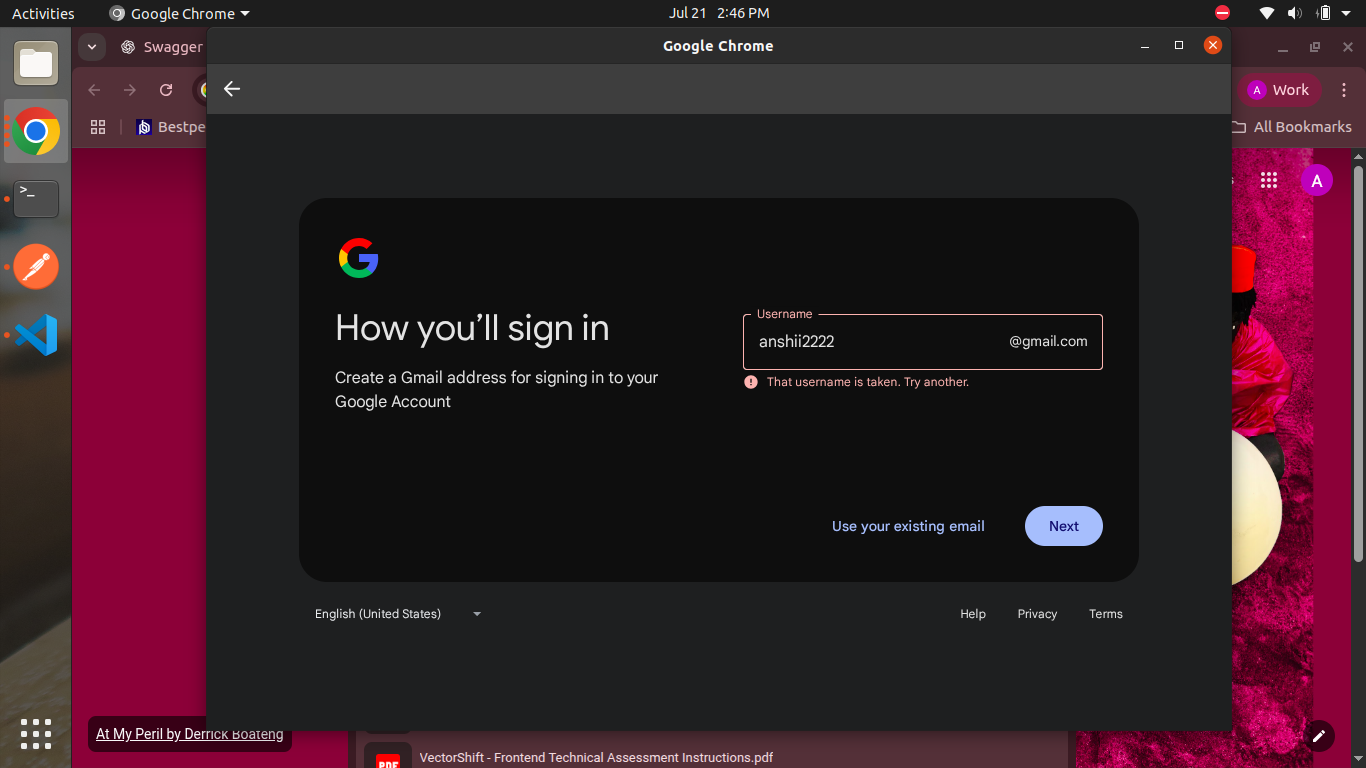 Activities
Google Chrome
Jul 21 2:46 PM
Google Chrome
Swagger
A
Work
Bestpe
All Bookmarks
A
How you'll sign in
Create a Gmail address for signing in to your
Google Account
Username
anshii2222
@gmail.com
That username is taken. Try another.
Use your existing email
Next
English (United States)
Help
Privacy
Terms
At My Peril by Derrick Boateng
PDF
VectorShift - Frontend Technical Assessment Instructions.pdf